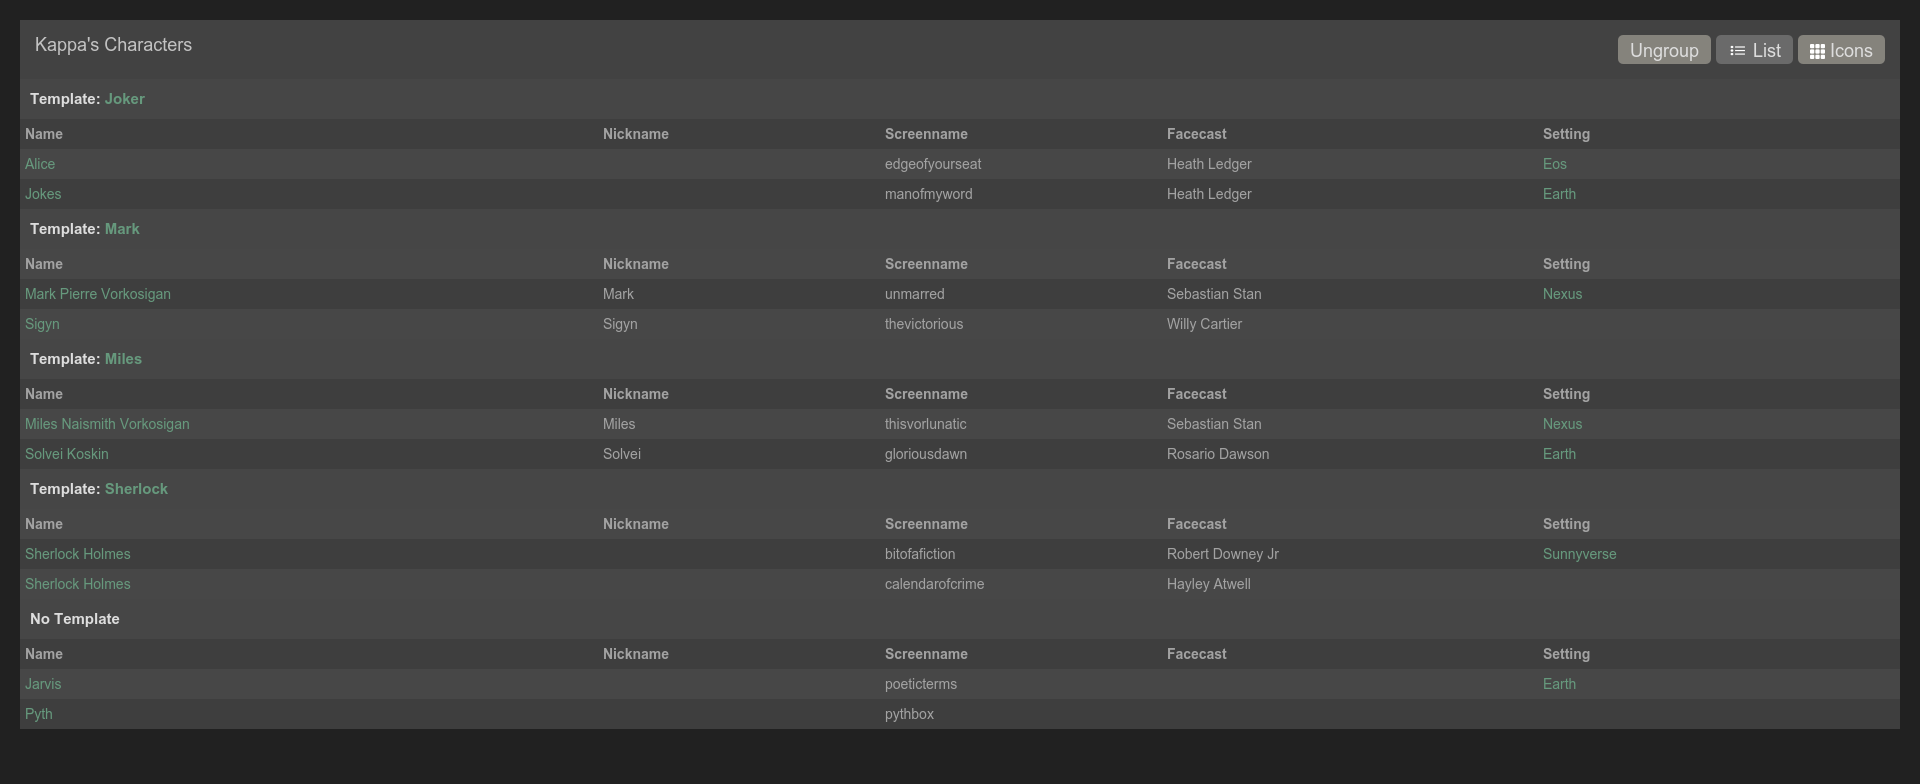 Kappa's Characters
Ungroup List Icons
Template: Joker
Name Nickname Screenname Facecast Setting
Alice edgeofyourseat Heath Ledger Eos
Jokes manofmyword Heath Ledger Earth
Template: Mark
Name Nickname Screenname Facecast Setting
Mark Pierre Vorkosigan Mark unmarred Sebastian Stan Nexus
Sigyn Sigyn thevictorious Willy Cartier
Template: Miles
Name Nickname Screenname Facecast Setting
Miles Naismith Vorkosigan Miles thisvorlunatic Sebastian Stan Nexus
Solvei Koskin Solvei gloriousdawn Rosario Dawson Earth
Template: Sherlock
Name Nickname Screenname Facecast Setting
Sherlock Holmes bitofafiction Robert Downey Jr Sunnyverse
Sherlock Holmes calendarofcrime Hayley Atwell
No Template
Name Nickname Screenname Facecast Setting
Jarvis poeticterms Earth
Pyth pythbox